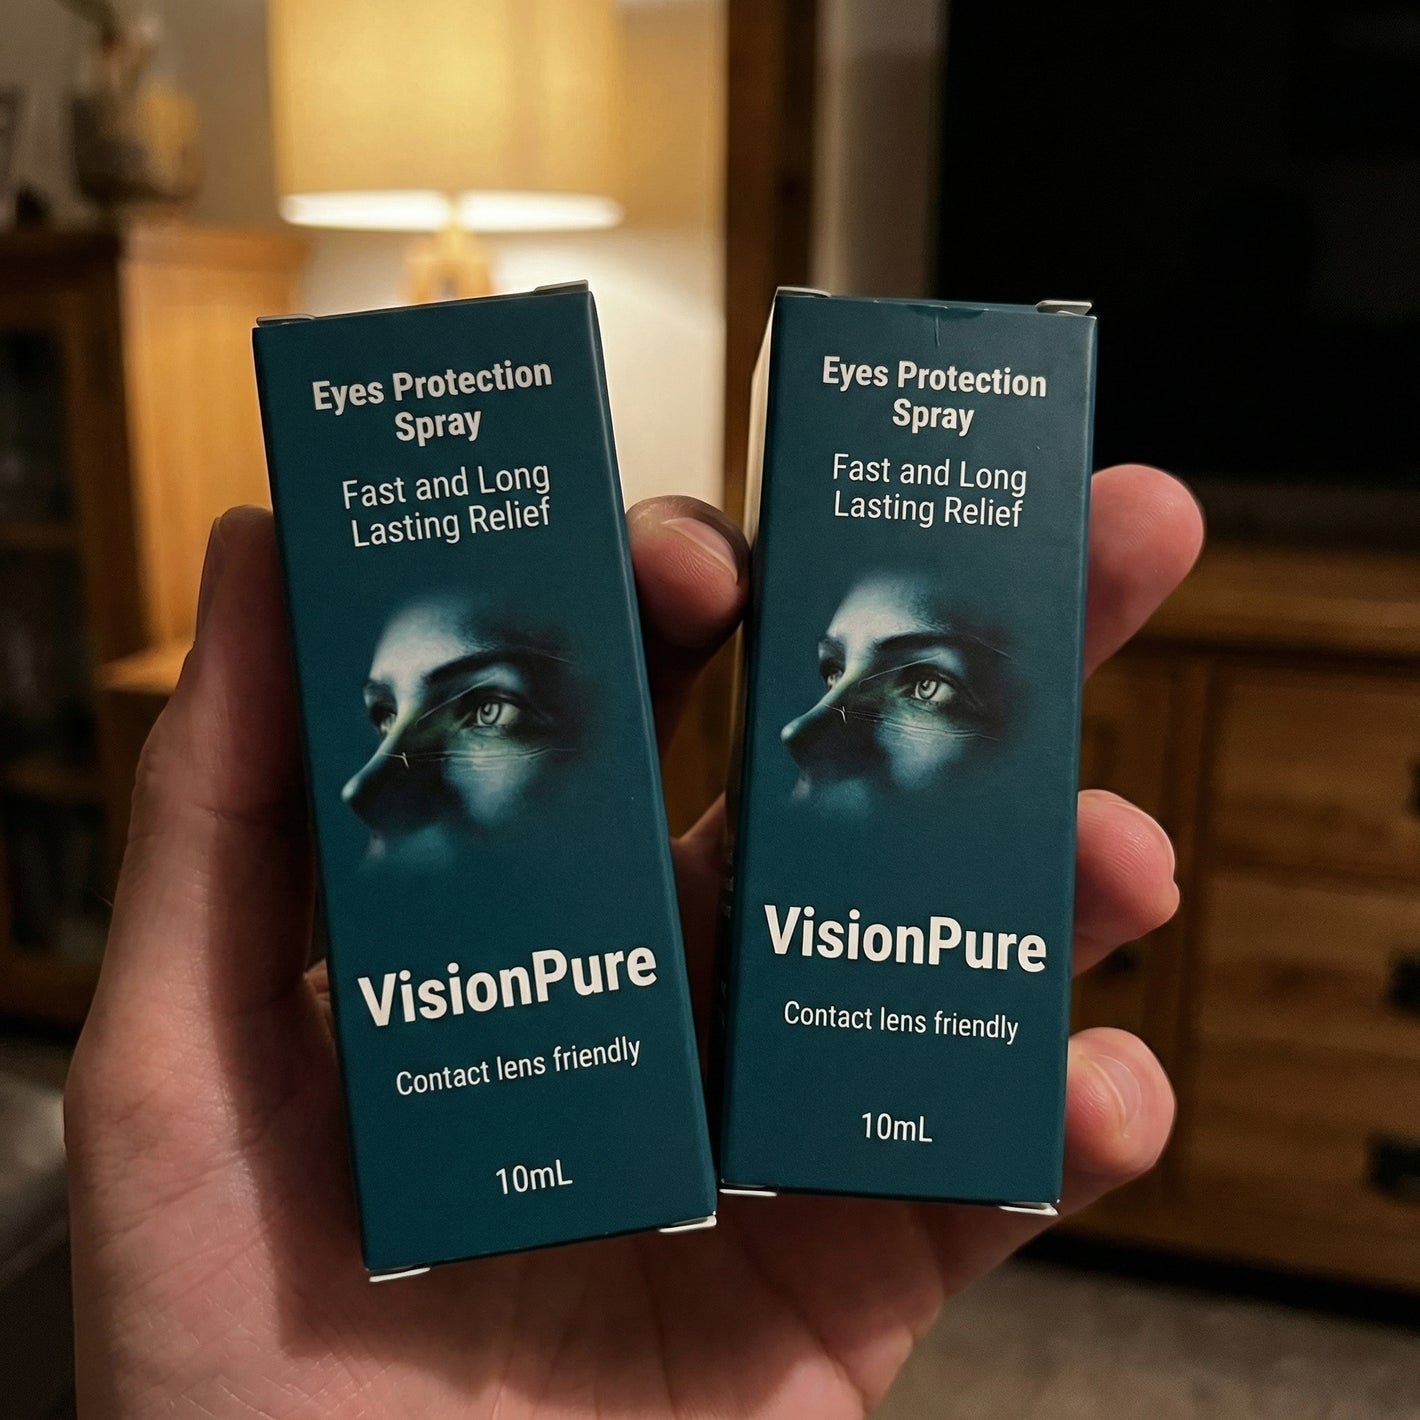 Eyes Protection
Spray
Fast and Long
Lasting Relief
VisionPure
Contact lens friendly
10mL
Eyes Protection
Spray
Fast and Long
Lasting Relief
VisionPure
Contact lens friendly
10mL